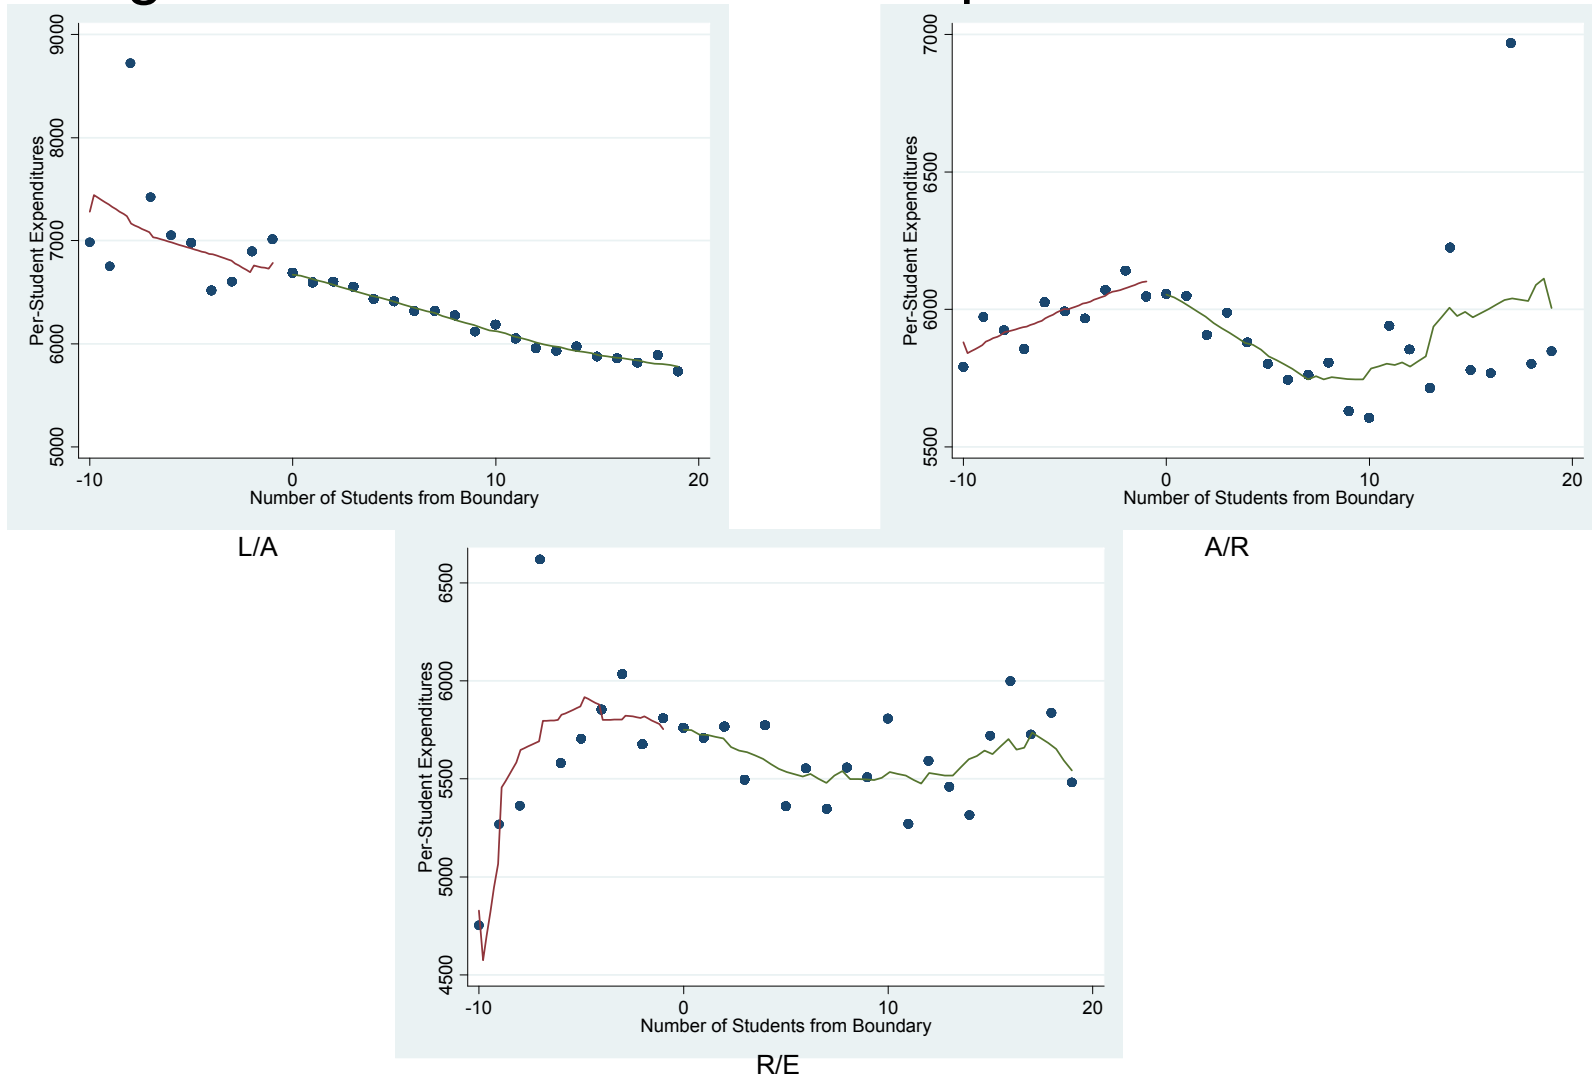 9000
8000
7000
6000
5000
Per-Student Expenditures
-10 0 10 20
Number of Students from Boundary
L/A
7000
6500
6000
5500
Per-Student Expenditures
-10 0 10 20
Number of Students from Boundary
A/R
6500
6000
5500
5000
4500
Per-Student Expenditures
-10 0 10 20
Number of Students from Boundary
R/E